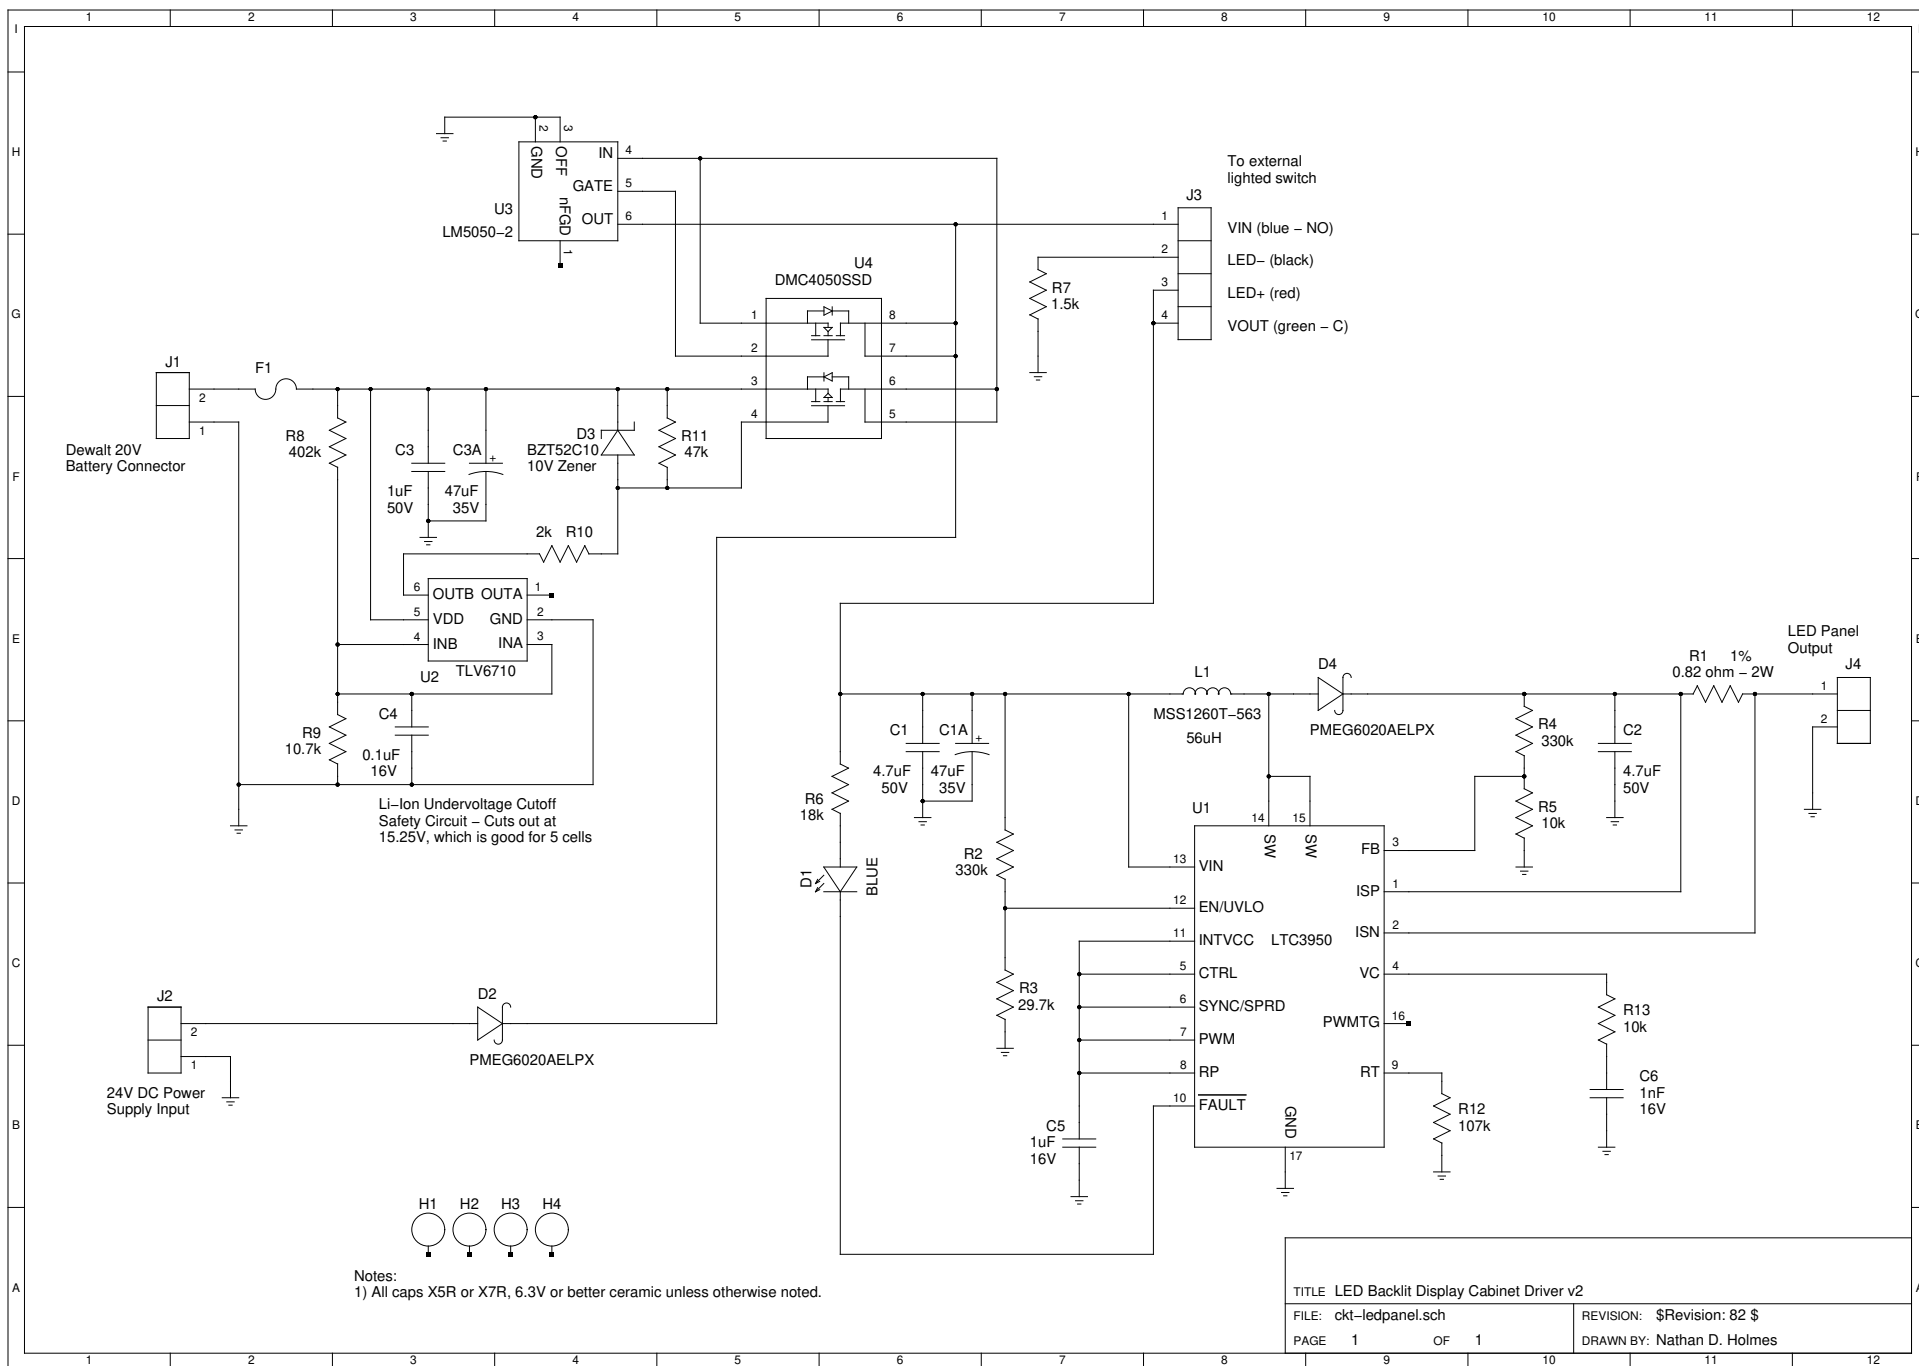 1 2 3 4 5 6 7 8 9 10 11 12
I
H
G
F
E
D
C
B
A
2 3
GND OFF nFGD
IN 4
GATE 5
OUT 6
1
U3
LM5050-2
To external
lighted switch
J3
1 VIN (blue - NO)
2 LED- (black)
3 LED+ (red)
4 VOUT (green - C)
R7
1.5k
U4
DMC4050SSD
1 8
2 7
3 6
4 5
J1
2
1
Dewalt 20V
Battery Connector
F1
R8
402k
C3
1uF
50V
C3A
+
47uF
35V
D3
BZT52C10
10V Zener
R11
47k
2k R10
6 OUTB OUTA 1
5 VDD GND 2
4 INB INA 3
U2
TLV6710
R9
10.7k
C4
0.1uF
16V
Li-Ion Undervoltage Cutoff
Safety Circuit - Cuts out at
15.25V, which is good for 5 cells
LED Panel
Output
J4
1
2
R1 1%
0.82 ohm - 2W
L1
MSS1260T-563
56uH
D4
PMEG6020AELPX
R4
330k
C2
4.7uF
50V
R5
10k
C1
4.7uF
50V
C1A
+
47uF
35V
R6
18k
D1
BLUE
R2
330k
R3
29.7k
U1
14 15
SW SW
LTC3950
13 VIN
12 EN/UVLO
11 INTVCC
5 CTRL
6 SYNC/SPRD
7 PWM
8 RP
10 FAULT
FB 3
ISP 1
ISN 2
VC 4
PWMTG 16
RT 9
GND
17
R13
10k
C6
1nF
16V
R12
107k
C5
1uF
16V
J2
2
1
24V DC Power
Supply Input
D2
PMEG6020AELPX
H1 H2 H3 H4
Notes:
1) All caps X5R or X7R, 6.3V or better ceramic unless otherwise noted.
TITLE LED Backlit Display Cabinet Driver v2
FILE: ckt-ledpanel.sch
REVISION: $Revision: 82 $
PAGE 1 OF 1
DRAWN BY: Nathan D. Holmes
1 2 3 4 5 6 7 8 9 10 11 12